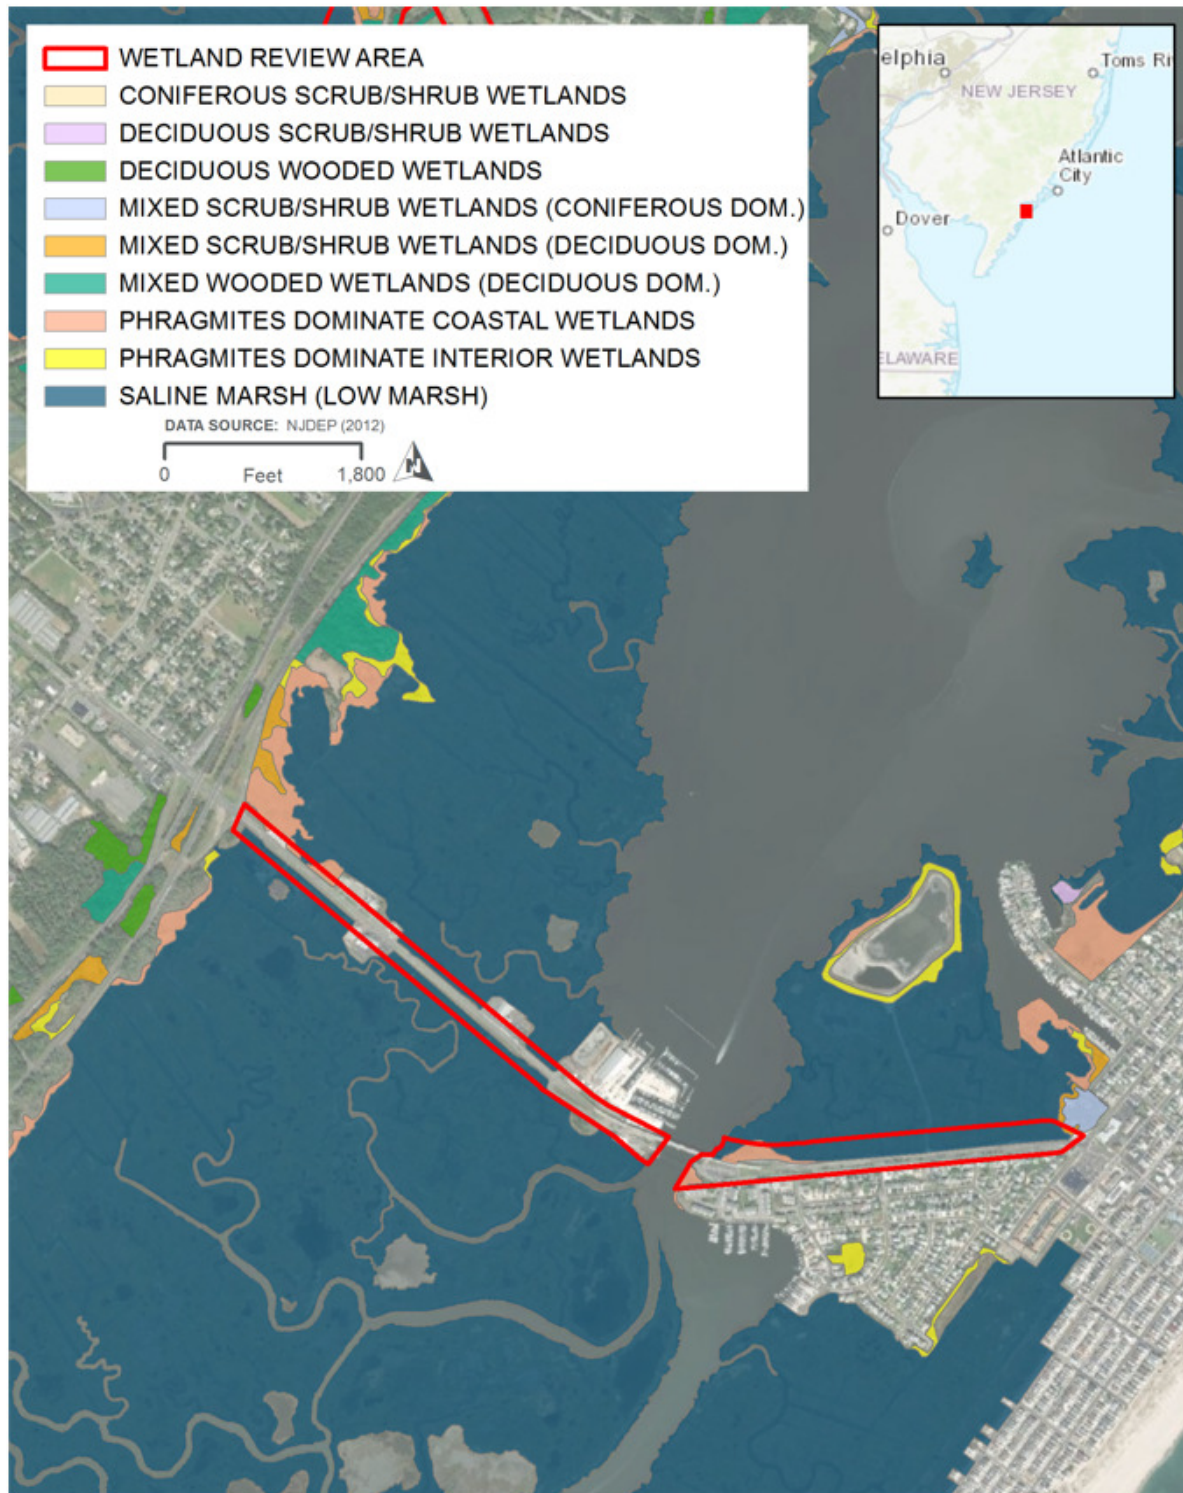 WETLAND REVIEW AREA
CONIFEROUS SCRUB/SHRUB WETLANDS
DECIDUOUS SCRUB/SHRUB WETLANDS
DECIDUOUS WOODED WETLANDS
MIXED SCRUB/SHRUB WETLANDS (CONIFEROUS DOM.)
MIXED SCRUB/SHRUB WETLANDS (DECIDUOUS DOM.)
MIXED WOODED WETLANDS (DECIDUOUS DOM.)
PHRAGMITES DOMINATE COASTAL WETLANDS
PHRAGMITES DOMINATE INTERIOR WETLANDS
SALINE MARSH (LOW MARSH)
DATA SOURCE: NJDEP (2012)
0 Feet 1,800
N
elphia
Toms Ri
NEW JERSEY
Atlantic
City
Dover
ELAWARE